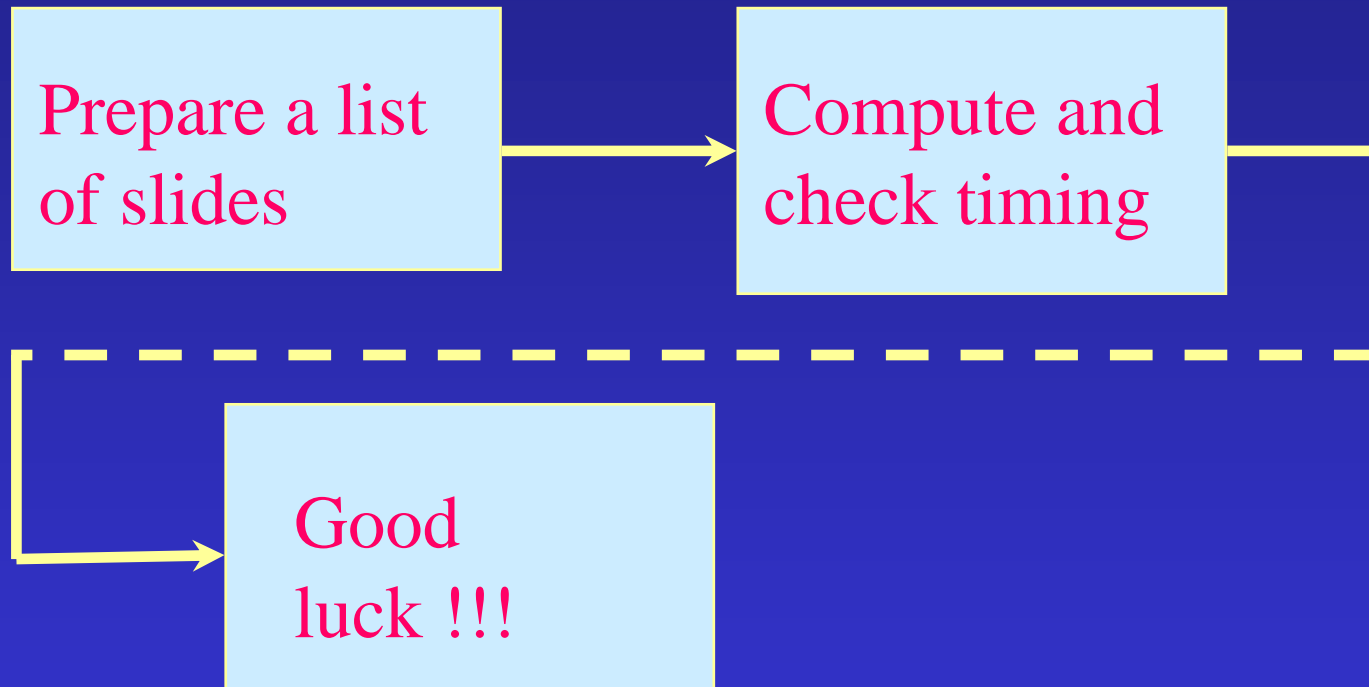 Prepare a list
of slides
Compute and
check timing
Good
luck !!!